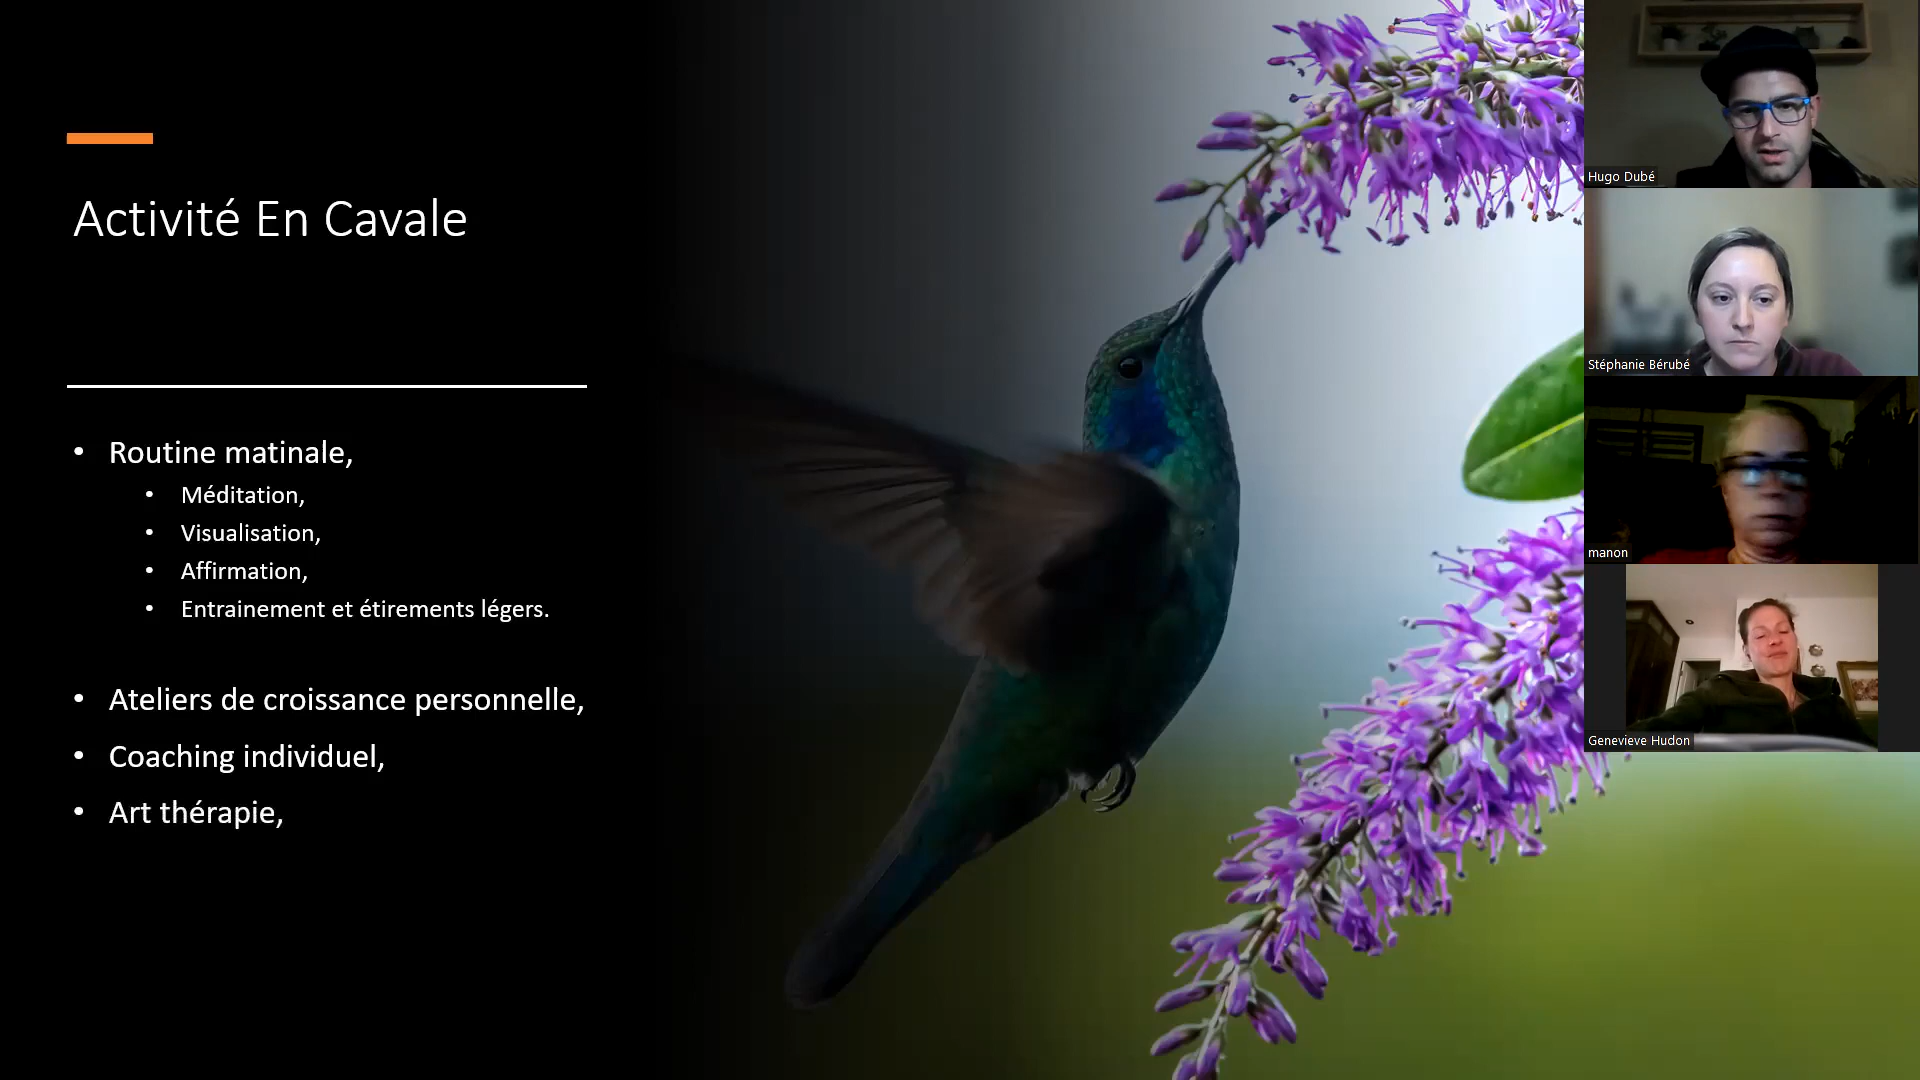 Activité En Cavale
• Routine matinale,
• Méditation,
• Visualisation,
• Affirmation,
• Entrainement et étirements légers.
• Ateliers de croissance personnelle,
• Coaching individuel,
• Art thérapie,
Hugo Dubé
Stéphanie Bérubé
manon
Genevieve Hudon